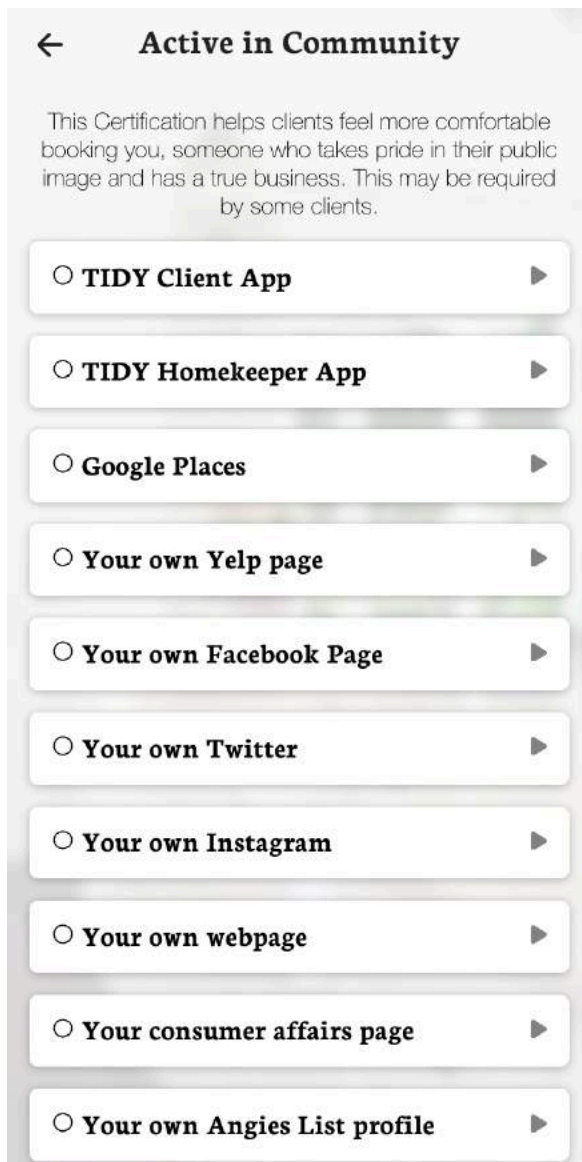 Active in Community
This Certification helps clients feel more comfortable
booking you, someone who takes pride in their public
image and has a true business. This may be required
by some clients.
TIDY Client App
TIDY Homekeeper App
Google Places
Your own Yelp page
Your own Facebook Page
Your own Twitter
Your own Instagram
Your own webpage
Your consumer affairs page
Your own Angies List profile